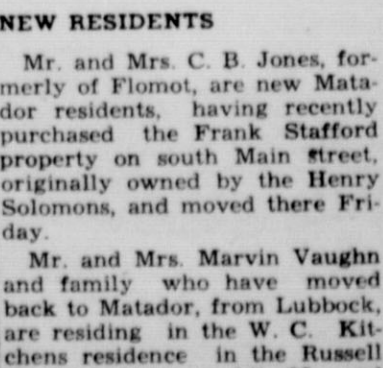 NEW RESIDENTS
Mr. and Mrs. C. B. Jones, for-
merly of Flomot, are new Mata-
dor residents, having recently
purchased the Frank Stafford
property on south Main street,
originally owned by the Henry
Solomons, and moved there Fri-
day.
Mr. and Mrs. Marvin Vaughn
and family who have moved
back to Matador, from Lubbock,
are residing in the W. C. Kit-
chens residence in the Russell